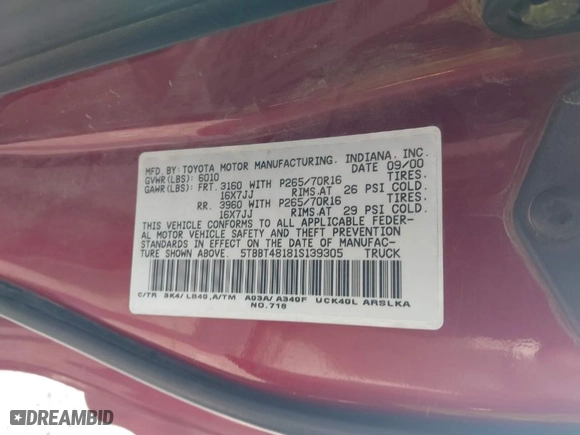 MFD. BY: TOYOTA MOTOR MANUFACTURING, INDIANA, INC.
GVWR(LBS): 6010 DATE 09/00
GAWR(LBS): FRT. 3160 WITH P265/70R16 TIRES.
16X7JJ RIMS.AT 26 PSI COLD.
RR. 3960 WITH P265/70R16 TIRES.
16X7JJ RIMS.AT 29 PSI COLD.
THIS VEHICLE CONFORMS TO ALL APPLICABLE FEDER-
AL MOTOR VEHICLE SAFETY AND THEFT PREVENTION
STANDARDS IN EFFECT ON THE DATE OF MANUFAC-
TURE SHOWN ABOVE. 5TBBT48181S139305 TRUCK
C/TR 3K4/ LB40,A/TM A03A/ A340F UCK40L ARSLKA
NO.718
DREAMBID